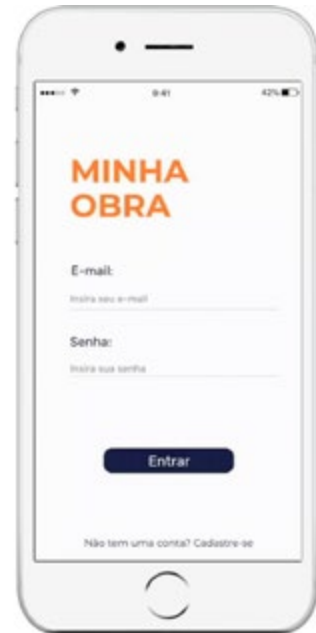 9:41
42%
MINHA
OBRA
E-mail:
Insira seu e-mail
Senha:
Insira sua senha
Entrar
Não tem uma conta? Cadastre-se